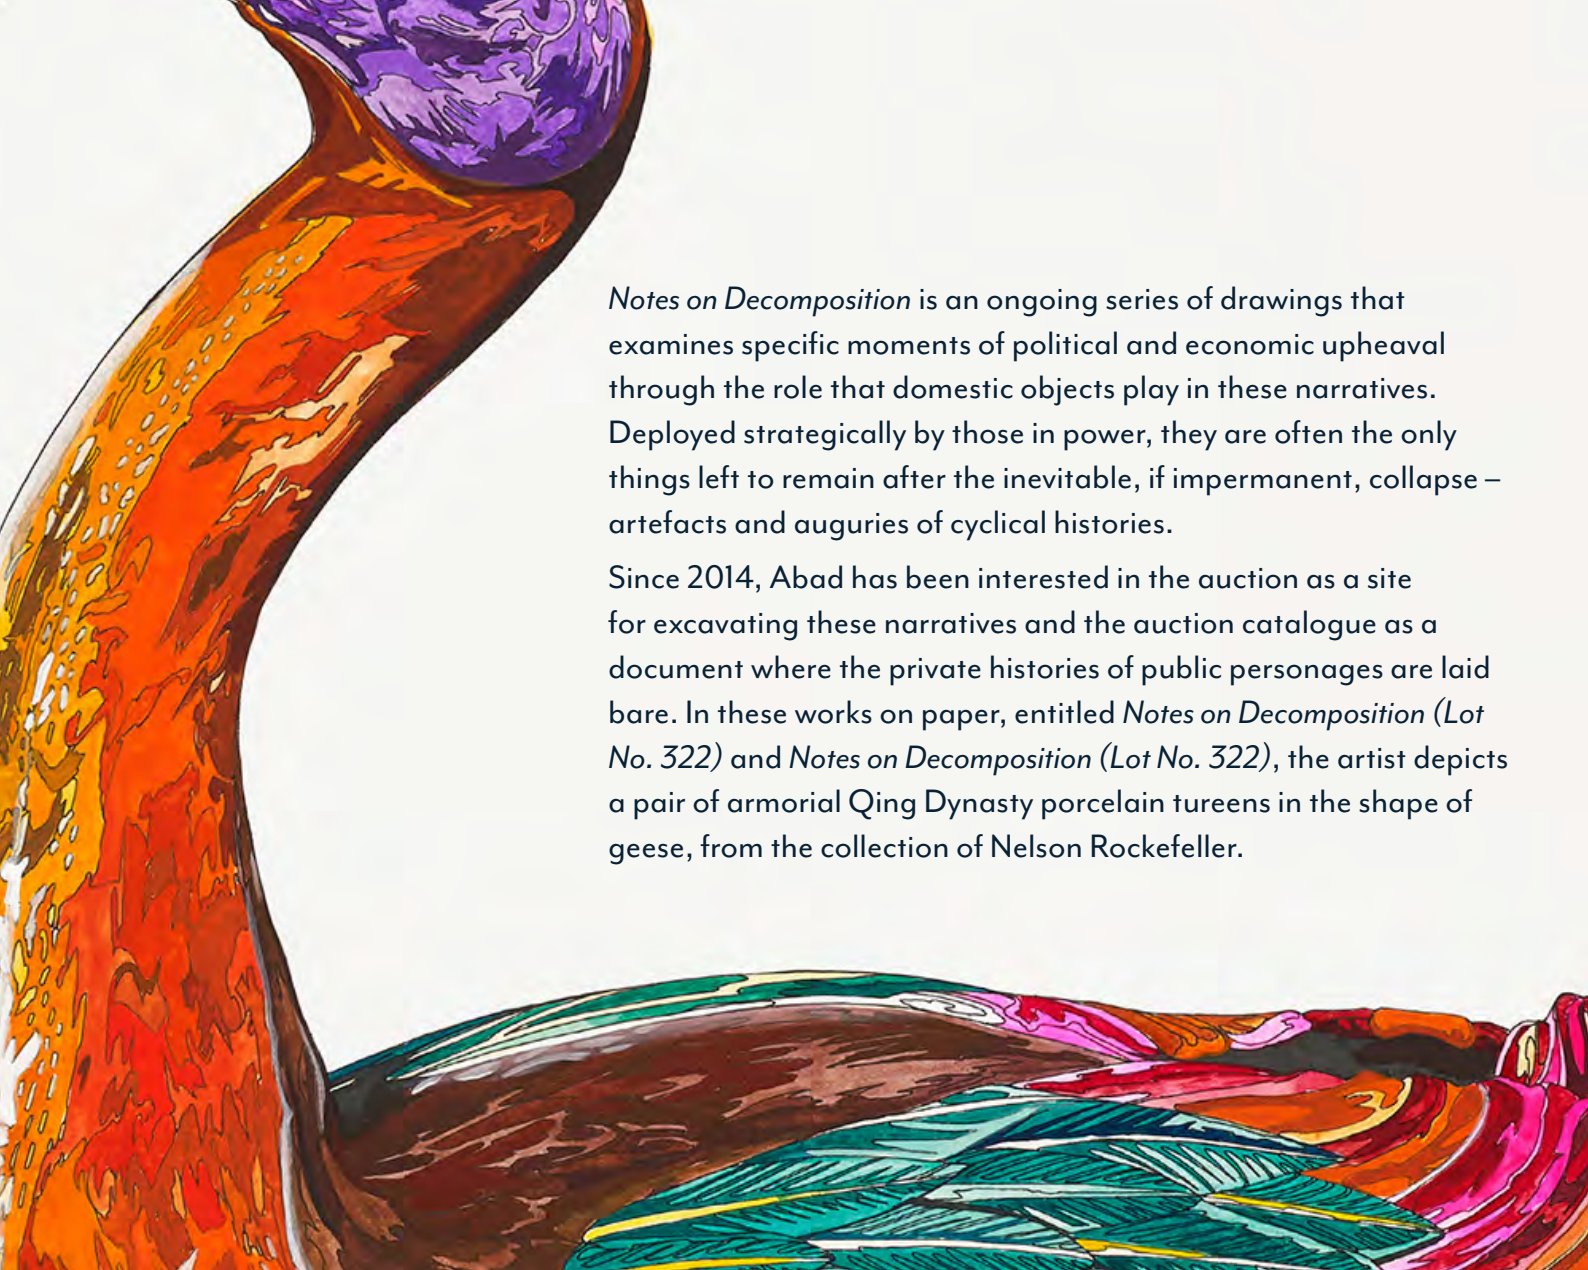 Notes on Decomposition is an ongoing series of drawings that
examines specific moments of political and economic upheaval
through the role that domestic objects play in these narratives.
Deployed strategically by those in power, they are often the only
things left to remain after the inevitable, if impermanent, collapse –
artefacts and auguries of cyclical histories.
Since 2014, Abad has been interested in the auction as a site
for excavating these narratives and the auction catalogue as a
document where the private histories of public personages are laid
bare. In these works on paper, entitled Notes on Decomposition (Lot
No. 322) and Notes on Decomposition (Lot No. 322), the artist depicts
a pair of armorial Qing Dynasty porcelain tureens in the shape of
geese, from the collection of Nelson Rockefeller.